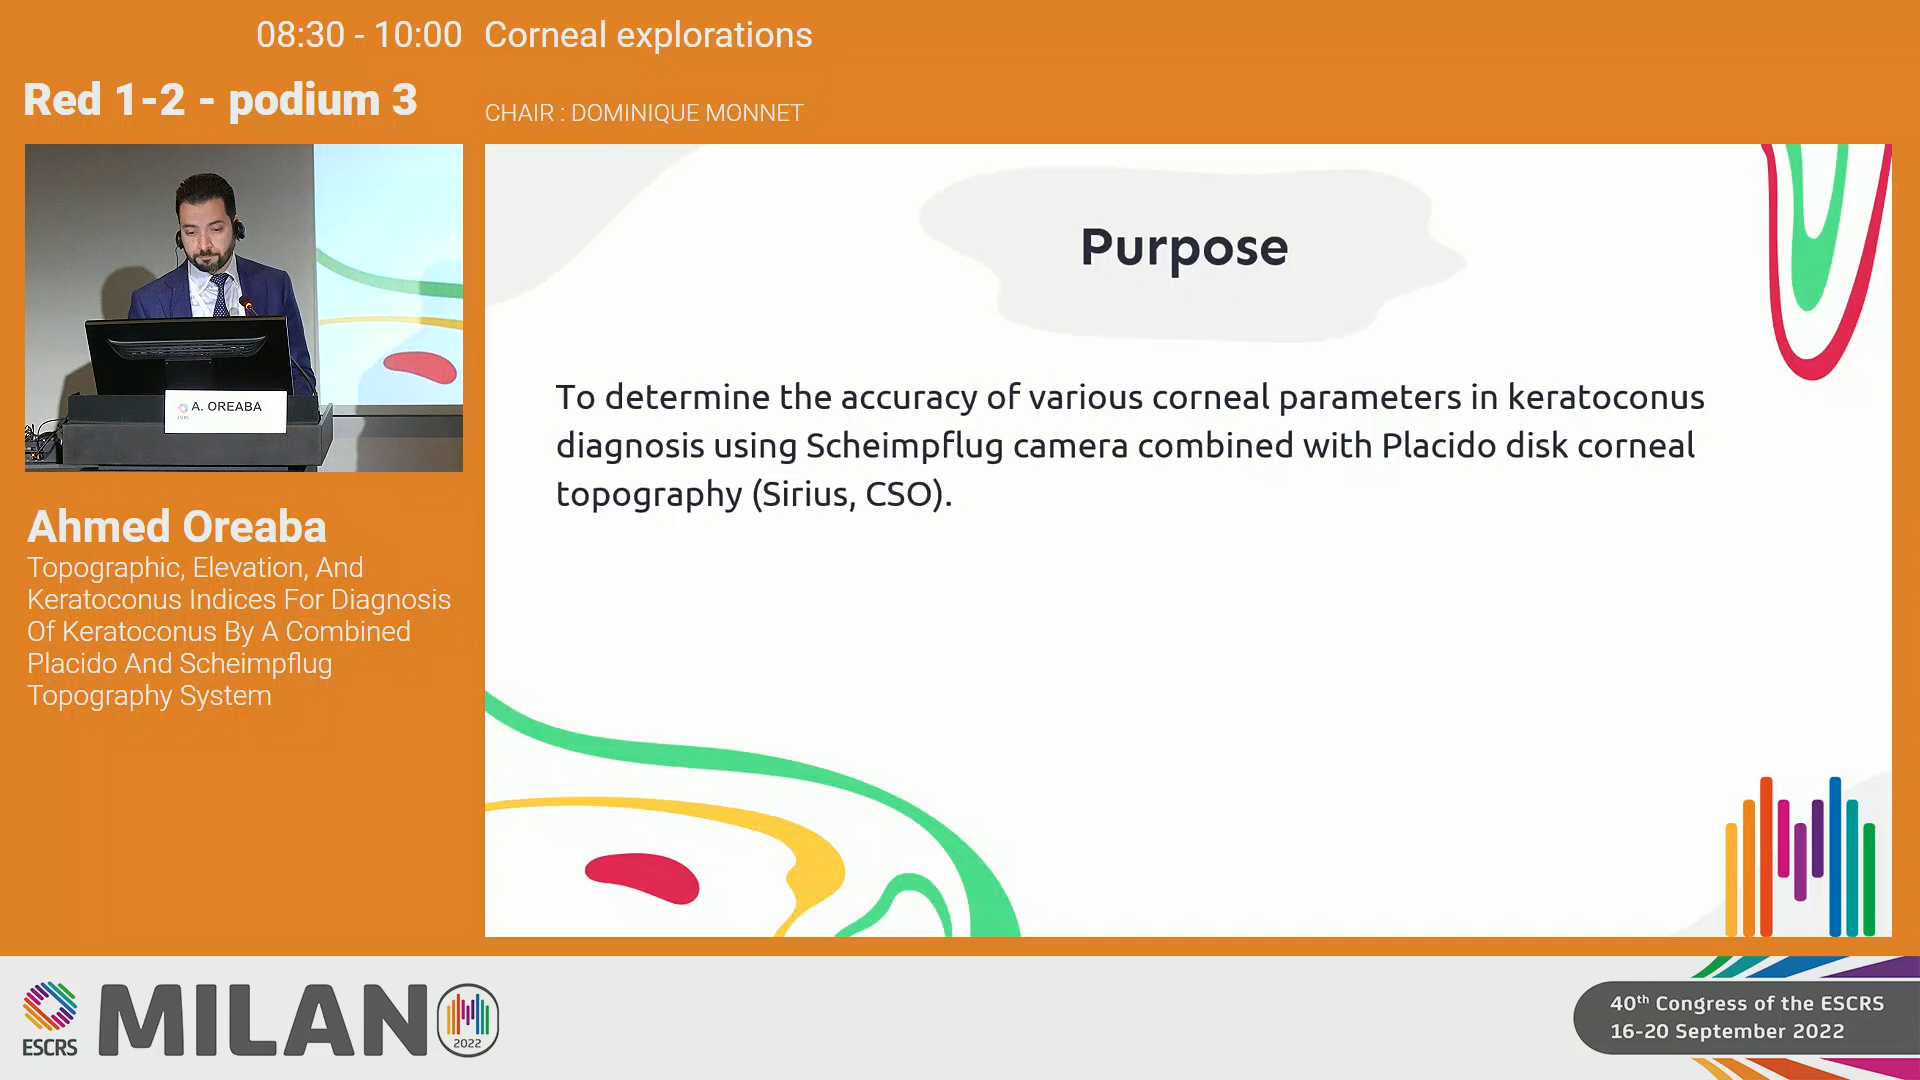 08:30 - 10:00 Corneal explorations
Red 1-2 - podium 3
CHAIR : DOMINIQUE MONNET
A. OREABA
Purpose
To determine the accuracy of various corneal parameters in keratoconus
diagnosis using Scheimpflug camera combined with Placido disk corneal
topography (Sirius, CSO).
Ahmed Oreaba
Topographic, Elevation, And
Keratoconus Indices For Diagnosis
Of Keratoconus By A Combined
Placido And Scheimpflug
Topography System
ESCRS
MILANO
2022
40th Congress of the ESCRS
16-20 September 2022